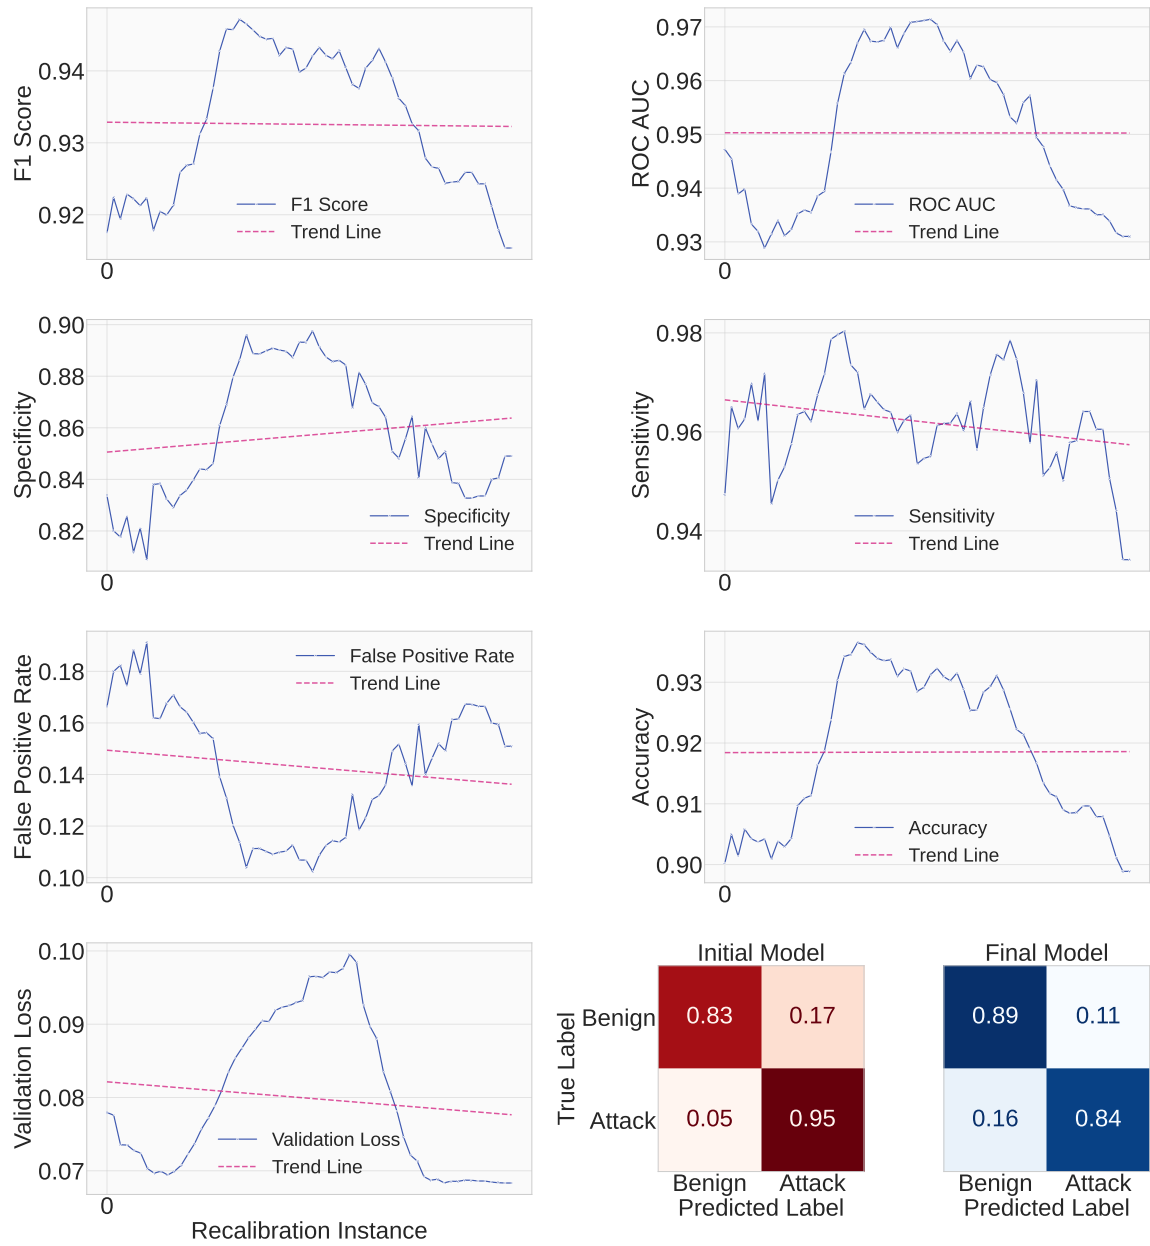 F1 Score
0.94
0.93
0.92
F1 Score
Trend Line
0
ROC AUC
0.97
0.96
0.95
0.94
0.93
ROC AUC
Trend Line
0
Specificity
0.90
0.88
0.86
0.84
0.82
Specificity
Trend Line
0
Sensitivity
0.98
0.96
0.94
Sensitivity
Trend Line
0
False Positive Rate
0.18
0.16
0.14
0.12
0.10
False Positive Rate
Trend Line
0
Accuracy
0.93
0.92
0.91
0.90
Accuracy
Trend Line
0
Validation Loss
0.10
0.09
0.08
0.07
Validation Loss
Trend Line
0
Recalibration Instance
Initial Model
True Label
Benign
0.83 0.17
Attack
0.05 0.95
Benign Attack
Predicted Label
Final Model
0.89 0.11
0.16 0.84
Benign Attack
Predicted Label